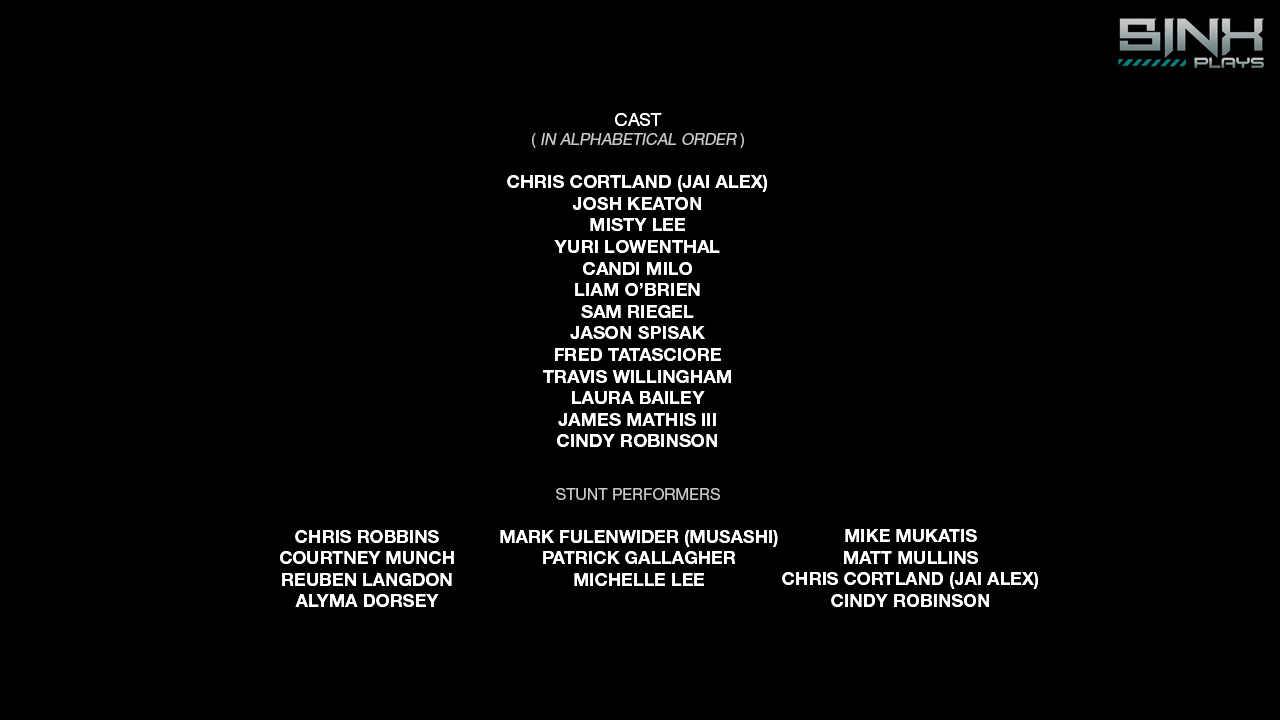 SINX
PLAYS
CAST
( IN ALPHABETICAL ORDER )
CHRIS CORTLAND (JAI ALEX)
JOSH KEATON
MISTY LEE
YURI LOWENTHAL
CANDI MILO
LIAM O’BRIEN
SAM RIEGEL
JASON SPISAK
FRED TATASCIORE
TRAVIS WILLINGHAM
LAURA BAILEY
JAMES MATHIS III
CINDY ROBINSON
STUNT PERFORMERS
CHRIS ROBBINS
COURTNEY MUNCH
REUBEN LANGDON
ALYMA DORSEY
MARK FULENWIDER (MUSASHI)
PATRICK GALLAGHER
MICHELLE LEE
MIKE MUKATIS
MATT MULLINS
CHRIS CORTLAND (JAI ALEX)
CINDY ROBINSON